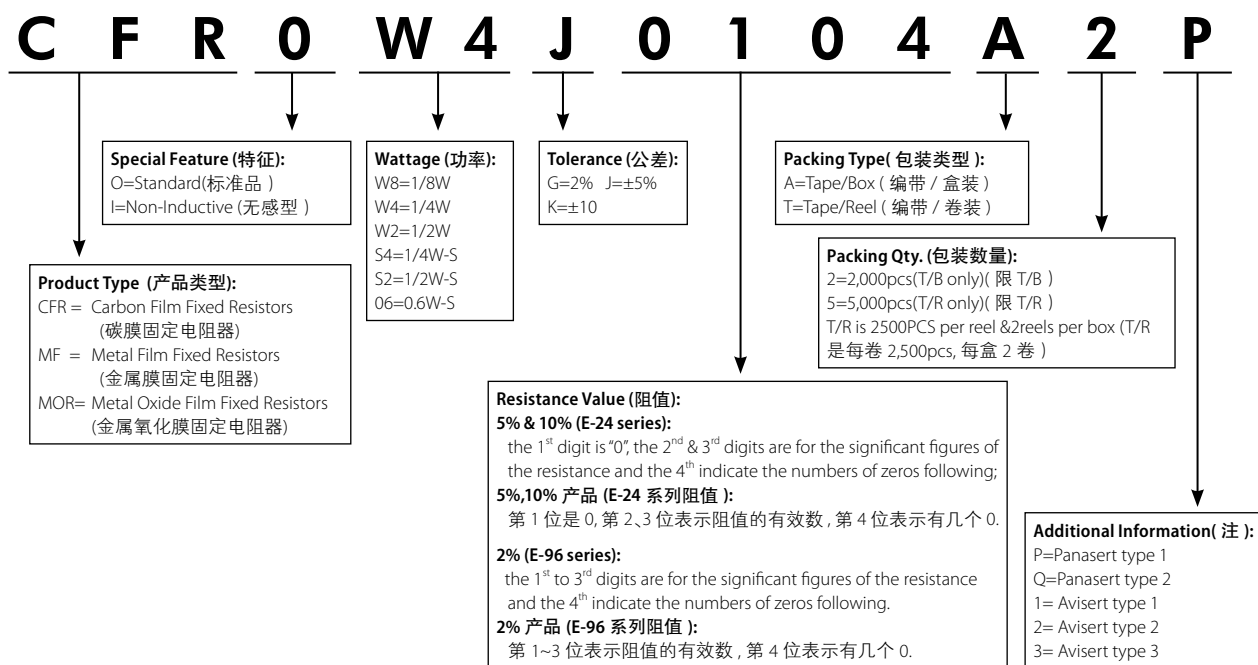 C F R 0 W 4 J 0 1 0 4 A 2 P
Special Feature (特征):
O=Standard(标准品 )
I=Non-Inductive (无感型 )
Wattage (功率):
W8=1/8W
W4=1/4W
W2=1/2W
S4=1/4W-S
S2=1/2W-S
06=0.6W-S
Tolerance (公差):
G=2% J=±5%
K=±10
Packing Type( 包装类型 ):
A=Tape/Box ( 编带 / 盒装 )
T=Tape/Reel ( 编带 / 卷装 )
Packing Qty. (包装数量):
2=2,000pcs(T/B only)( 限 T/B )
5=5,000pcs(T/R only)( 限 T/R )
T/R is 2500PCS per reel &2reels per box (T/R
是每卷 2,500pcs, 每盒 2 卷 )
Product Type (产品类型):
CFR = Carbon Film Fixed Resistors
(碳膜固定电阻器)
MF = Metal Film Fixed Resistors
(金属膜固定电阻器)
MOR= Metal Oxide Film Fixed Resistors
(金属氧化膜固定电阻器)
Resistance Value (阻值):
5% & 10% (E-24 series):
the 1st digit is “0”, the 2nd & 3rd digits are for the significant figures of
the resistance and the 4th indicate the numbers of zeros following;
5%,10% 产品 (E-24 系列阻值 ):
第 1 位是 0, 第 2、3 位表示阻值的有效数 , 第 4 位表示有几个 0.
2% (E-96 series):
the 1st to 3rd digits are for the significant figures of the resistance
and the 4th indicate the numbers of zeros following.
2% 产品 (E-96 系列阻值 ):
第 1~3 位表示阻值的有效数 , 第 4 位表示有几个 0.
Additional Information( 注 ):
P=Panasert type 1
Q=Panasert type 2
1= Avisert type 1
2= Avisert type 2
3= Avisert type 3